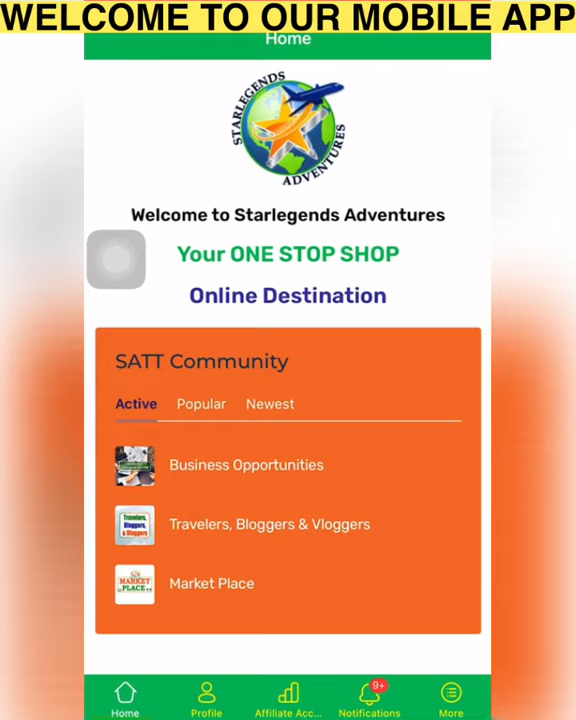 WELCOME TO OUR MOBILE APP
Home
STARLEGENDS
ADVENTURES
Welcome to Starlegends Adventures
Your ONE STOP SHOP
Online Destination
SATT Community
Active Popular Newest
Business Opportunities
Travelers,
Bloggers,
& Vloggers
Travelers, Bloggers & Vloggers
MARKET
PLACE
Market Place
9+
Home Profile Affiliate Acc... Notifications More